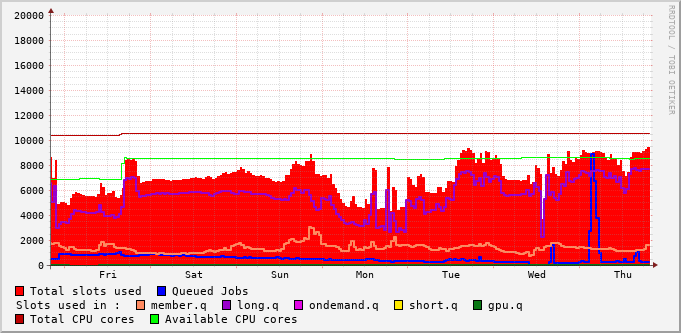 RRDTOOL / TOBI OETIKER
20000
18000
16000
14000
12000
10000
8000
6000
4000
2000
0
Fri Sat Sun Mon Tue Wed Thu
Total slots used Queued Jobs
Slots used in : member.q long.q ondemand.q short.q gpu.q
Total CPU cores Available CPU cores